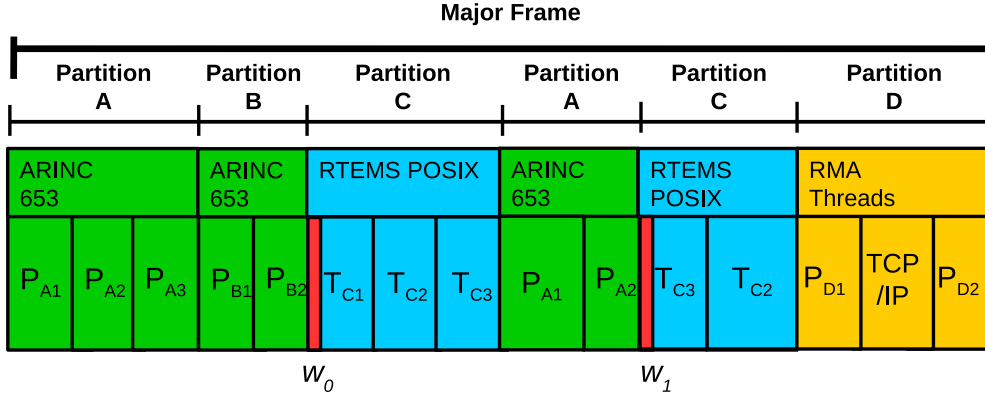 Major Frame
Partition
A
Partition
B
Partition
C
Partition
A
Partition
C
Partition
D
ARINC
653
ARINC
653
RTEMS POSIX
ARINC
653
RTEMS
POSIX
RMA
Threads
PA1
PA2
PA3
PB1
PB2
TC1
TC2
TC3
PA1
PA2
TC3
TC2
PD1
TCP
/IP
PD2
w0
w1